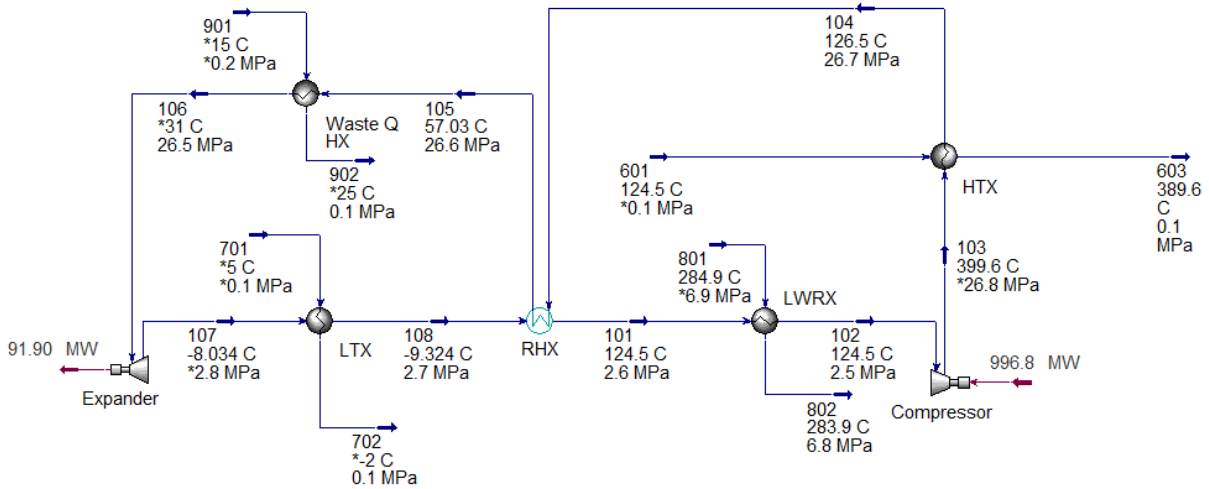 901
*15 C
*0.2 MPa
104
126.5 C
26.7 MPa
106
*31 C
26.5 MPa
Waste Q
HX
105
57.03 C
26.6 MPa
902
*25 C
0.1 MPa
601
124.5 C
*0.1 MPa
HTX
603
389.6
C
0.1
MPa
701
*5 C
*0.1 MPa
801
284.9 C
*6.9 MPa
LWRX
103
399.6 C
*26.8 MPa
107
-8.034 C
*2.8 MPa
LTX
108
-9.324 C
2.7 MPa
RHX
101
124.5 C
2.6 MPa
102
124.5 C
2.5 MPa
91.90 MW
Expander
996.8 MW
Compressor
702
*-2 C
0.1 MPa
802
283.9 C
6.8 MPa